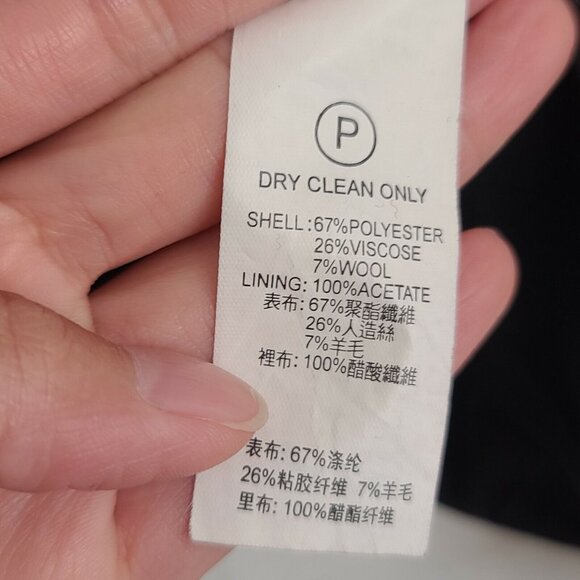 P
DRY CLEAN ONLY
SHELL:67%POLYESTER
26%VISCOSE
7%WOOL
LINING: 100%ACETATE
表布: 67%聚酯纖維
26%人造絲
7%羊毛
裡布: 100%醋酸纖維
表布: 67%涤纶
26%粘胶纤维 7%羊毛
里布: 100%醋酯纤维